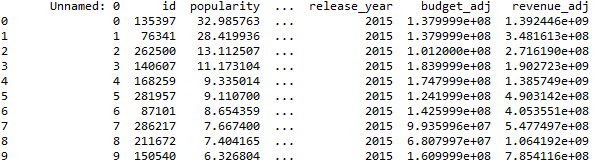 Unnamed: 0 id popularity ... release_year budget_adj revenue_adj
0 0 135397 32.985763 ... 2015 1.379999e+08 1.392446e+09
1 1 76341 28.419936 ... 2015 1.379999e+08 3.481613e+08
2 2 262500 13.112507 ... 2015 1.012000e+08 2.716190e+08
3 3 140607 11.173104 ... 2015 1.839999e+08 1.902723e+09
4 4 168259 9.335014 ... 2015 1.747999e+08 1.385749e+09
5 5 281957 9.110700 ... 2015 1.241999e+08 4.903142e+08
6 6 87101 8.654359 ... 2015 1.425999e+08 4.053551e+08
7 7 286217 7.667400 ... 2015 9.935996e+07 5.477497e+08
8 8 211672 7.404165 ... 2015 6.807997e+07 1.064192e+09
9 9 150540 6.326804 ... 2015 1.609999e+08 7.854116e+08